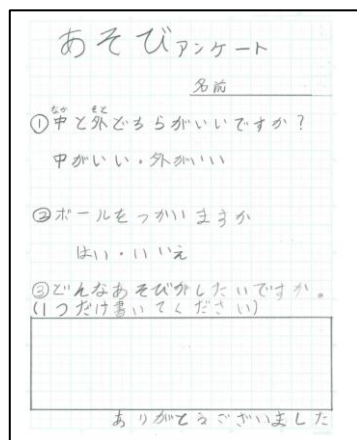 あそびアンケート
名前
①中と外どちらがいいですか?
中がいい・外がいい
②ボールをつかいますか
はい・いいえ
③どんなあそびがしたいですか。
(1つだけ書いてください)
ありがとうございました